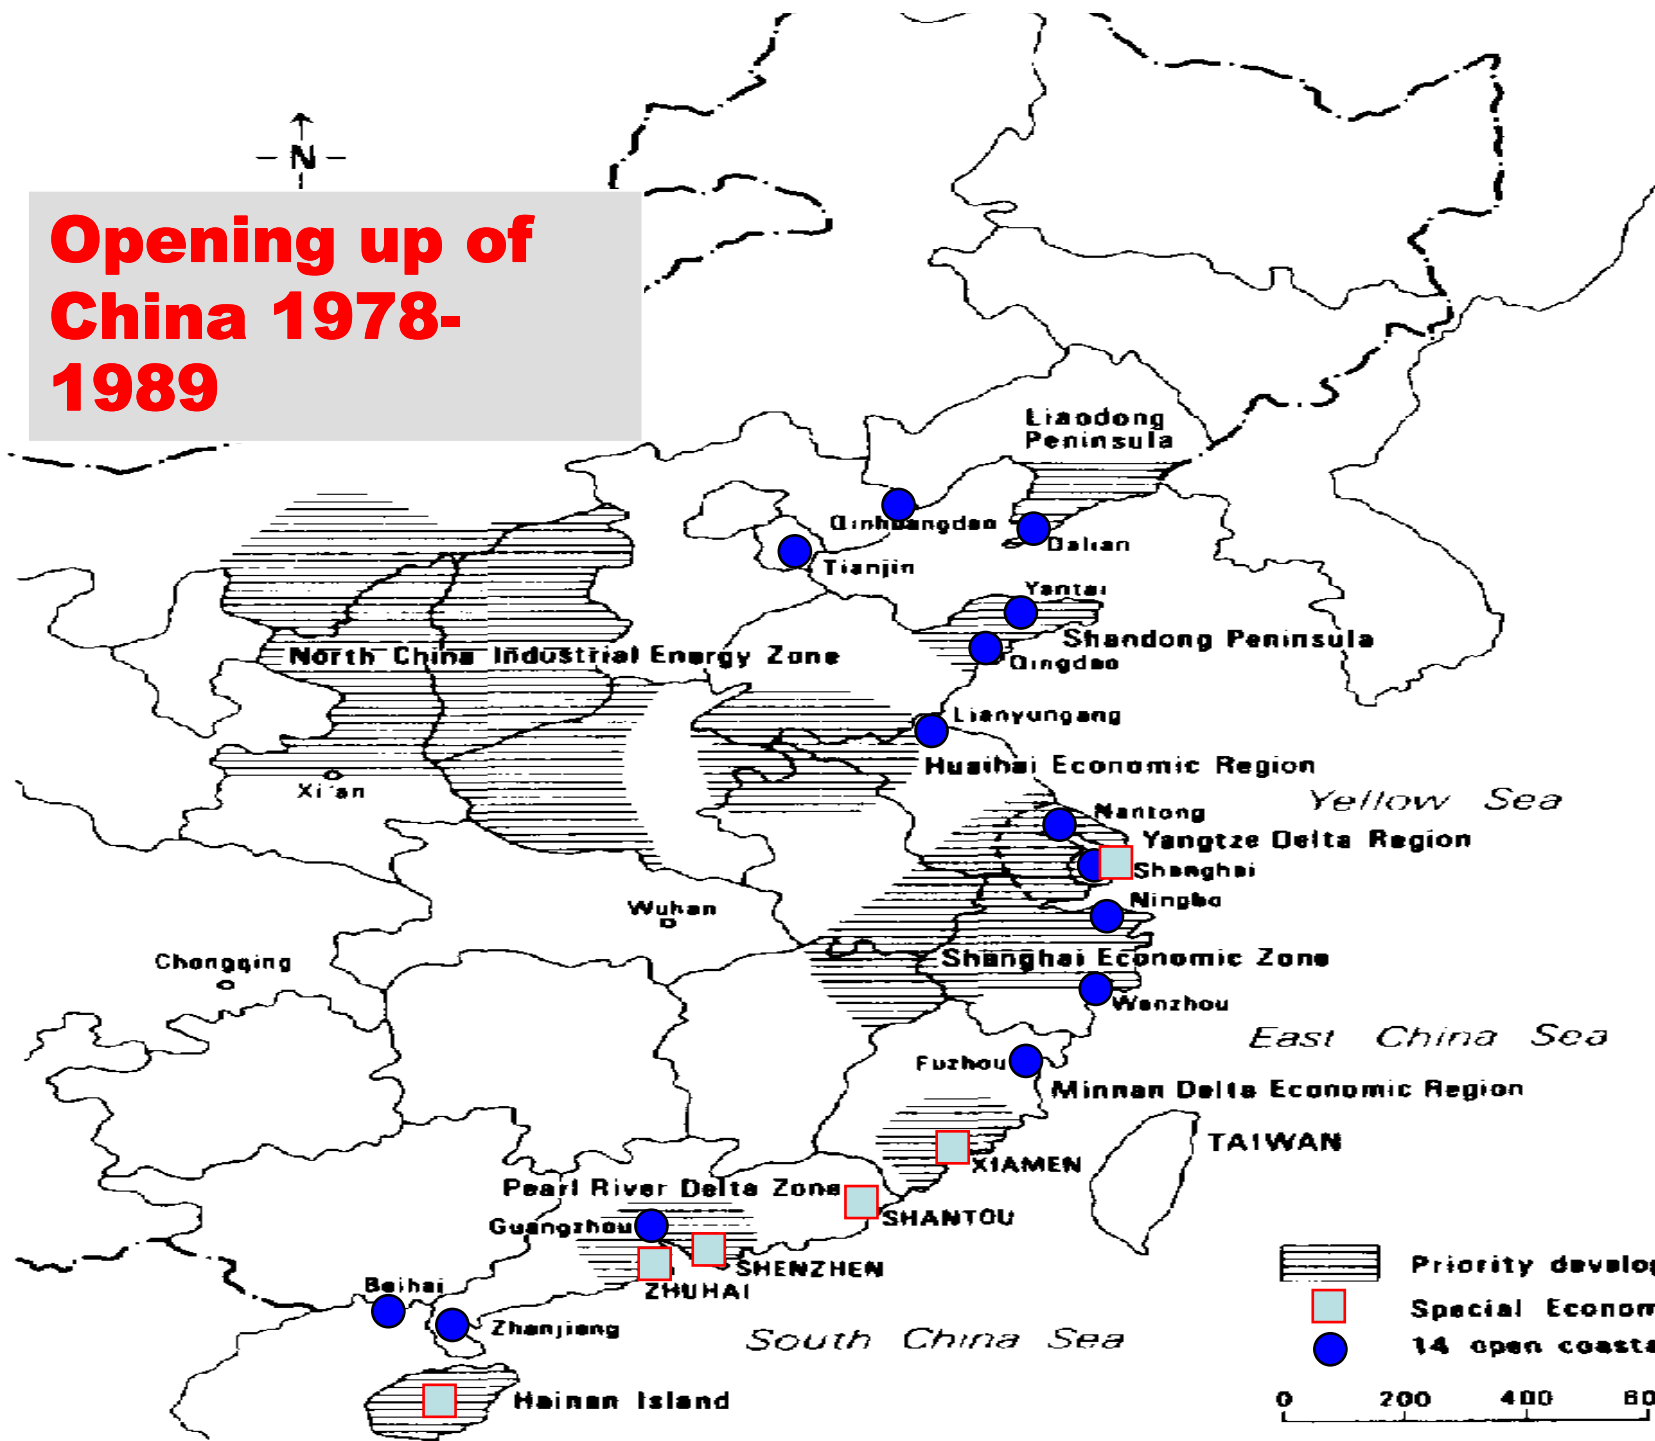 N
Opening up of
China 1978-
1989
Liaodong
Peninsula
Qinhuangdao
Dalian
Tianjin
Yantai
Shandong Peninsula
North China Industrial Energy Zone
Qingdao
Lianyungang
Huaihai Economic Region
Xi'an
Yellow Sea
Nantong
Yangtze Delta Region
Shanghai
Ningbo
Wuhan
Chongqing
Shanghai Economic Zone
Wenzhou
East China Sea
Fuzhou
Minnan Delta Economic Region
TAIWAN
XIAMEN
Pearl River Delta Zone
SHANTOU
Guangzhou
SHENZHEN
ZHUHAI
Beihai
Zhanjiang
South China Sea
Hainan Island
Priority develo
Special Econom
14 open coasta
0 200 400 60